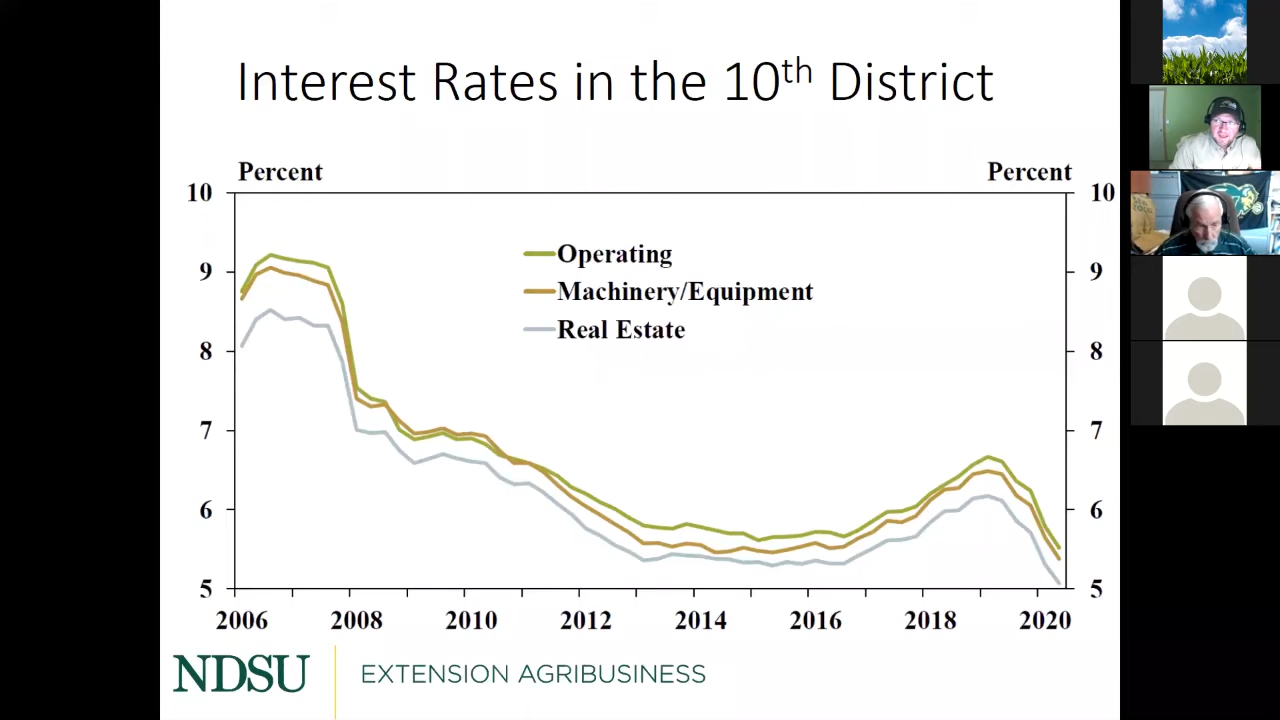 Interest Rates in the 10th District
Percent Percent
10 10
Operating
9 9
Machinery/Equipment
Real Estate
8 8
7 7
6 6
5 5
2006 2008 2010 2012 2014 2016 2018 2020
NDSU EXTENSION AGRIBUSINESS